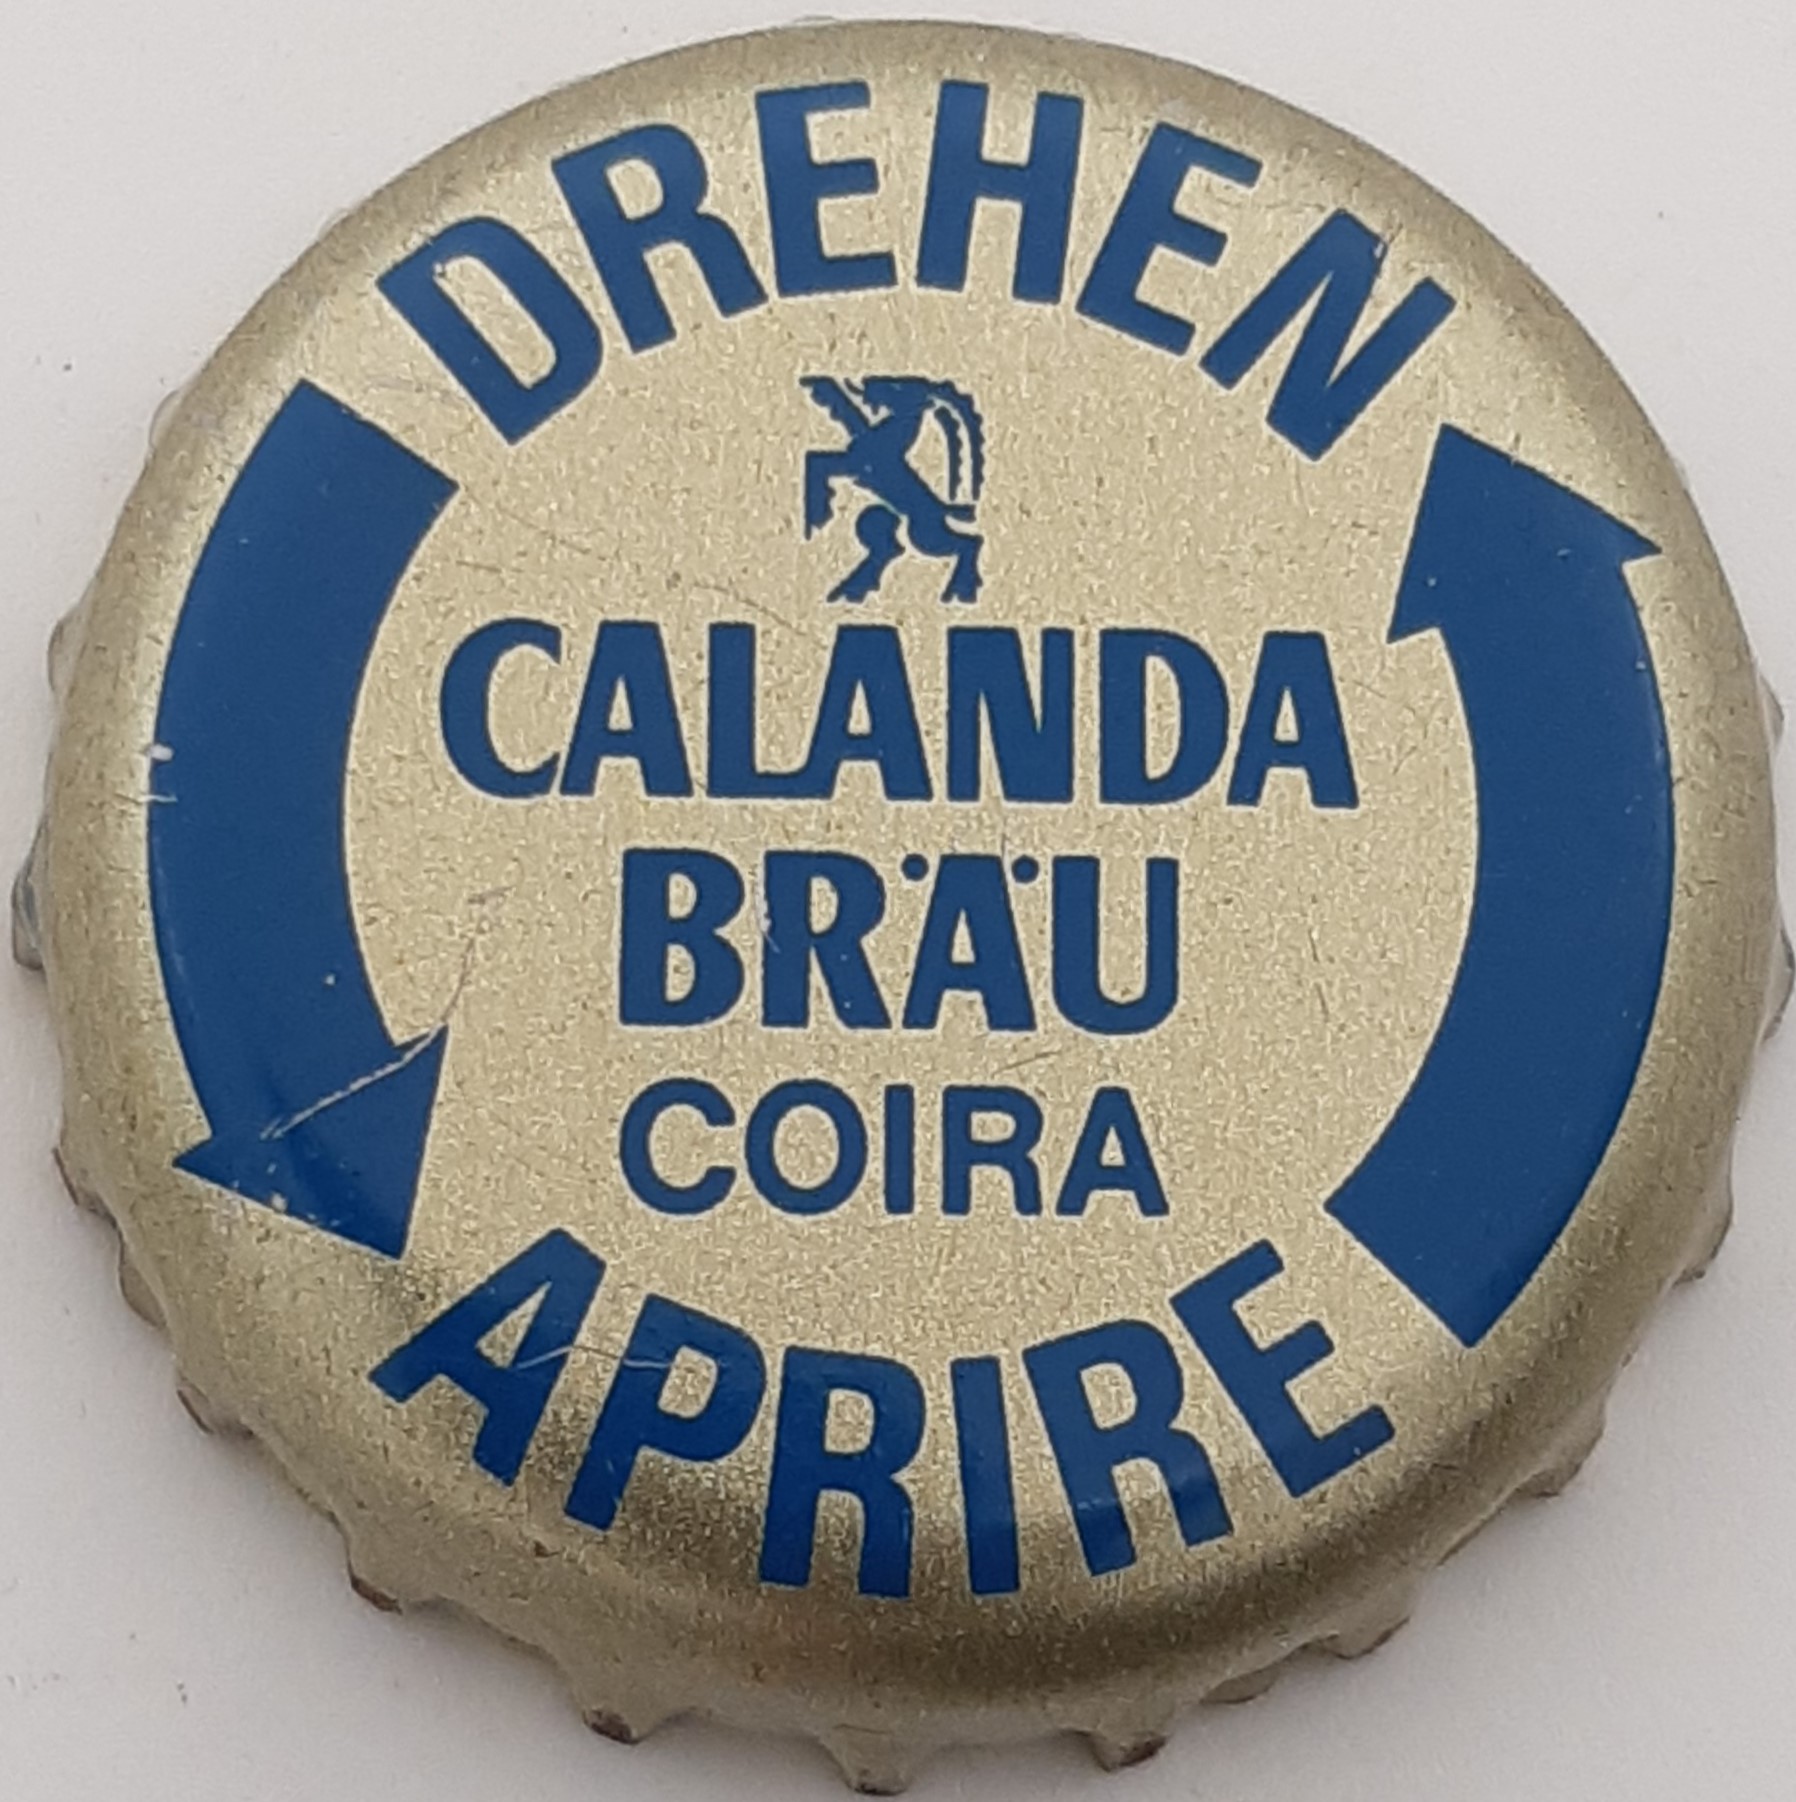 DREHEN
CALANDA
BRÄU
COIRA
APRIRE